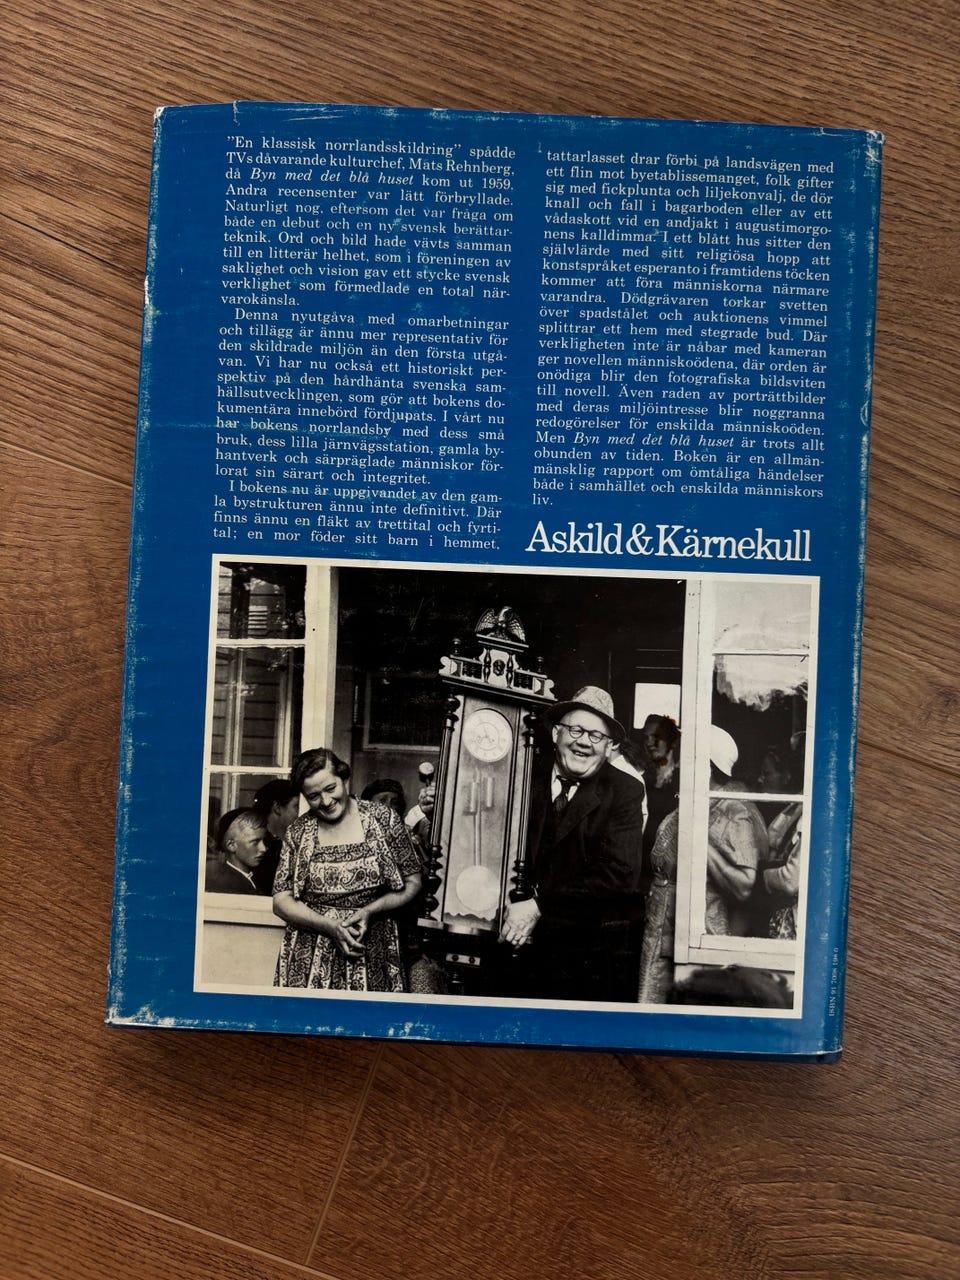 "En klassisk norrlandsskildring" spådde
TVs dåvarande kulturchef, Mats Rehnberg,
då Byn med det blå huset kom ut 1959.
Andra recensenter var lätt förbryllade.
Naturligt nog, eftersom det var fråga om
både en debut och en ny svensk berättar-
teknik. Ord och bild hade vävts samman
till en litterär helhet, som i föreningen av
saklighet och vision gav ett stycke svensk
verklighet som förmedlade en total när-
varokänsla.
Denna nyutgåva med omarbetningar
och tillägg är ännu mer representativ för
den skildrade miljön än den första utgå-
van. Vi har nu också ett historiskt per-
spektiv på den hårdhänta svenska sam-
hällsutvecklingen, som gör att bokens do-
kumentära innebörd fördjupats. I vårt nu
har bokens norrlandsby med dess små
bruk, dess lilla järnvägsstation, gamla by-
hantverk och särpräglade människor för-
lorat sin särart och integritet.
I bokens nu är uppgivandet av den gam-
la bystrukturen ännu inte definitivt. Där
finns ännu en fläkt av trettital och fyrti-
tal; en mor föder sitt barn i hemmet,
tattarlasset drar förbi på landsvägen med
ett flin mot byetablissemanget, folk gifter
sig med fickplunta och liljekonvalj, de dör
knall och fall i bagarboden eller av ett
vådaskott vid en andjakt i augustimorgo-
nens kalldimma. I ett blått hus sitter den
självlärde med sitt religiösa hopp att
konstspråket esperanto i framtidens töcken
kommer att föra människorna närmare
varandra. Dödgrävaren torkar svetten
över spadstålet och auktionens vimmel
splittrar ett hem med stegrade bud. Där
verkligheten inte är nåbar med kameran
ger novellen människoödena, där orden är
onödiga blir den fotografiska bildsviten
till novell. Även raden av porträttbilder
med deras miljöintresse blir noggranna
redogörelser för enskilda människoöden.
Men Byn med det blå huset är trots allt
obunden av tiden. Boken är en allmän-
mänsklig rapport om ömtåliga händelser
både i samhället och enskilda människors
liv.
Askild & Kärnekull
ISBN 91 7008 961 0